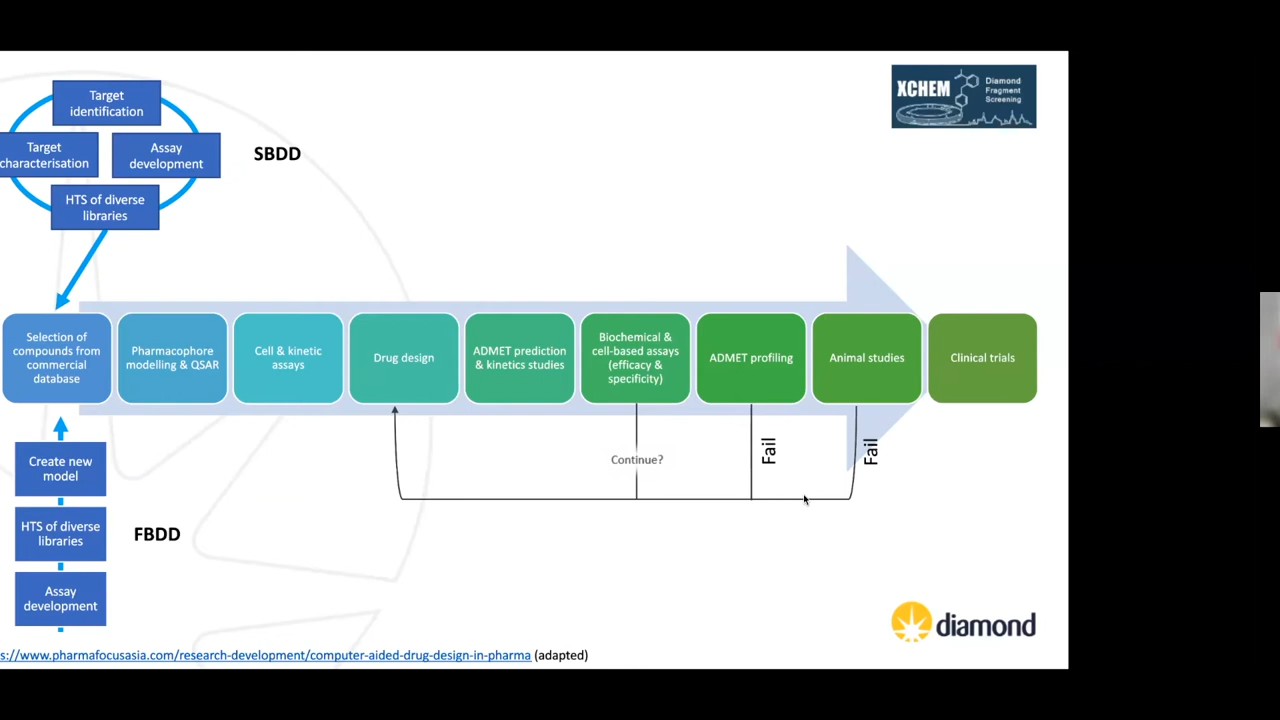 XCHEM
Diamond
Fragment
Screening
Target
identification
Target
characterisation
Assay
development
HTS of diverse
libraries
SBDD
Selection of
compounds from
commercial
database
Pharmacophore
modelling & QSAR
Cell & kinetic
assays
Drug design
ADMET prediction
& kinetics studies
Biochemical &
cell-based assays
(efficacy &
specificity)
ADMET profiling
Animal studies
Clinical trials
Continue?
Fail
Fail
Create new
model
HTS of diverse
libraries
FBDD
Assay
development
diamond
s://www.pharmafocusasia.com/research-development/computer-aided-drug-design-in-pharma (adapted)